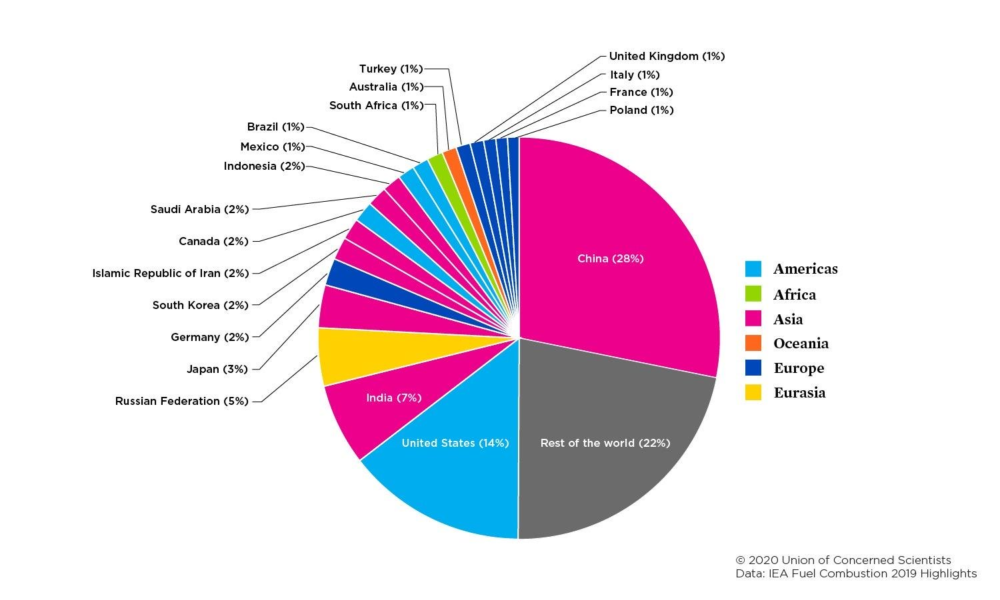 United Kingdom (1%)
Italy (1%)
France (1%)
Poland (1%)
Turkey (1%)
Australia (1%)
South Africa (1%)
Brazil (1%)
Mexico (1%)
Indonesia (2%)
Saudi Arabia (2%)
Canada (2%)
Islamic Republic of Iran (2%)
South Korea (2%)
Germany (2%)
Japan (3%)
Russian Federation (5%)
China (28%)
India (7%)
United States (14%)
Rest of the world (22%)
Americas
Africa
Asia
Oceania
Europe
Eurasia
© 2020 Union of Concerned Scientists
Data: IEA Fuel Combustion 2019 Highlights